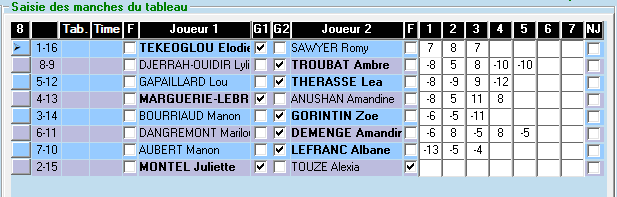 Saisie des manches du tableau
8 Tab. Time F Joueur 1 G1 G2 Joueur 2 F 1 2 3 4 5 6 7 NJ
1-16 TEKEOGLOU Elodie SAWYER Romy 7 8 7
8-9 DJERRAH-OUIDIR Lyli TROUBAT Ambre -8 5 8 -10 -10
5-12 GAPAILLARD Lou THERASSE Lea -8 -9 9 -12
4-13 MARGUERIE-LEBR ANUSHAN Amandine -8 5 11 8
3-14 BOURRIAUD Manon GORINTIN Zoe -6 -5 -11
6-11 DANGREMONT Marilou DEMENGE Amandin -6 8 -5 8 -5
7-10 AUBERT Manon LEFRANC Albane -13 -5 -4
2-15 MONTEL Juliette TOUZE Alexia